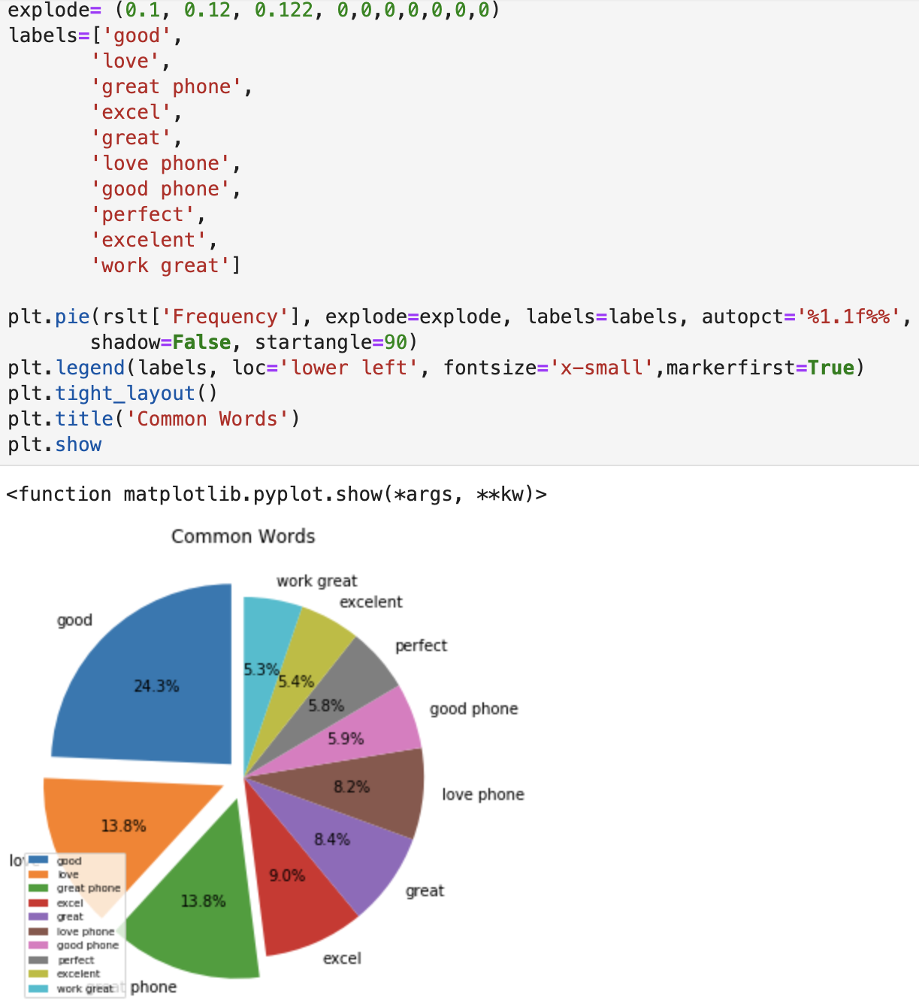 explode= (0.1, 0.12, 0.122, 0,0,0,0,0,0,0)
labels=['good',
'love',
'great phone',
'excel',
'great',
'love phone',
'good phone',
'perfect',
'excelent',
'work great']
plt.pie(rslt['Frequency'], explode=explode, labels=labels, autopct='%1.1f%%',
shadow=False, startangle=90)
plt.legend(labels, loc='lower left', fontsize='x-small',markerfirst=True)
plt.tight_layout()
plt.title('Common Words')
plt.show
<function matplotlib.pyplot.show(*args, **kw)>
Common Words
work great
excelent
good
perfect
5.3%
5.4%
24.3%
5.8%
good phone
5.9%
8.2%
love phone
13.8%
8.4%
9.0%
great
13.8%
excel
good
love
great phone
excel
great
love phone
good phone
perfect
excelent
work great
phone